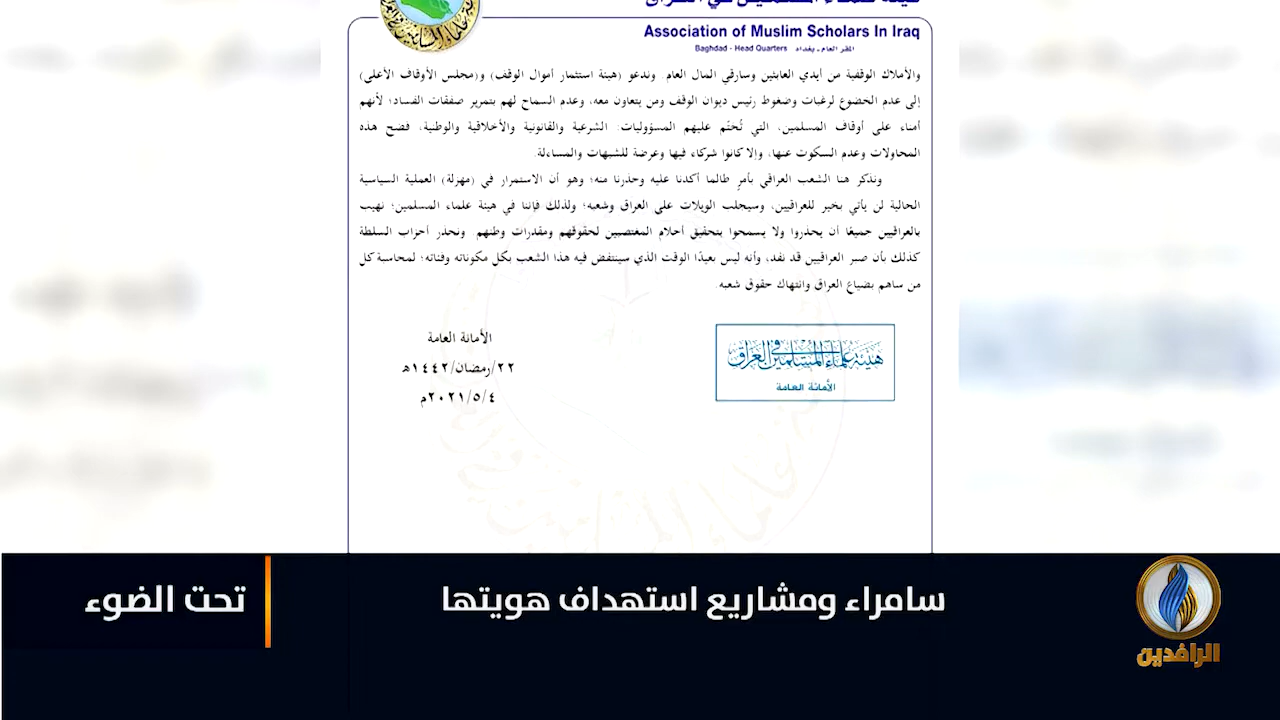 Association of Muslim Scholars In Iraq
Baghdad - Head Quarters المقر العام ـ بغداد
والأملاك الوقفية من أيدي العابثين وسارقي المال العام. وندعو (هيئة استثمار أموال الوقف) و(مجلس الأوقاف الأعلى)
إلى عدم الخضوع لرغبات وضغوط رئيس ديوان الوقف ومن يتعاون معه، وعدم السماح لهم بتمرير صفقات الفساد؛ لأنهم
أمناء على أوقاف المسلمين، التي تُحَتّم عليهم المسؤوليات: الشرعية والقانونية والأخلاقية والوطنية، فضح هذه
المحاولات وعدم السكوت عنها، وإلا كانوا شركاء فيها وعرضة للشبهات والمساءلة.
ونذكر هنا الشعب العراقي بأمرٍ طالما أكدنا عليه وحذرنا منه؛ وهو أن الاستمرار في (مهزلة) العملية السياسية
الحالية لن يأتي بخير للعراقيين، وسيجلب الويلات على العراق وشعبه؛ ولذلك فإننا في هيئة علماء المسلمين؛ نهيب
بالعراقيين جميعًا أن يحذروا ولا يسمحوا بتحقيق أحلام المغتصبين لحقوقهم ومقدرات وطنهم. ونحذر أحزاب السلطة
كذلك بأن صبر العراقيين قد نفد، وأنه ليس بعيدًا الوقت الذي سينتفض فيه هذا الشعب بكل مكوناته وفئاته؛ لمحاسبة كل
من ساهم بضياع العراق وانتهاك حقوق شعبه.
هيئة علماء المسلمين في العراق
الأمانة العامة
الأمانة العامة
٢٢/رمضان/١٤٤٢هـ
٢٠٢١/٥/٤م
سامراء ومشاريع استهداف هويتها
تحت الضوء
الرافدين